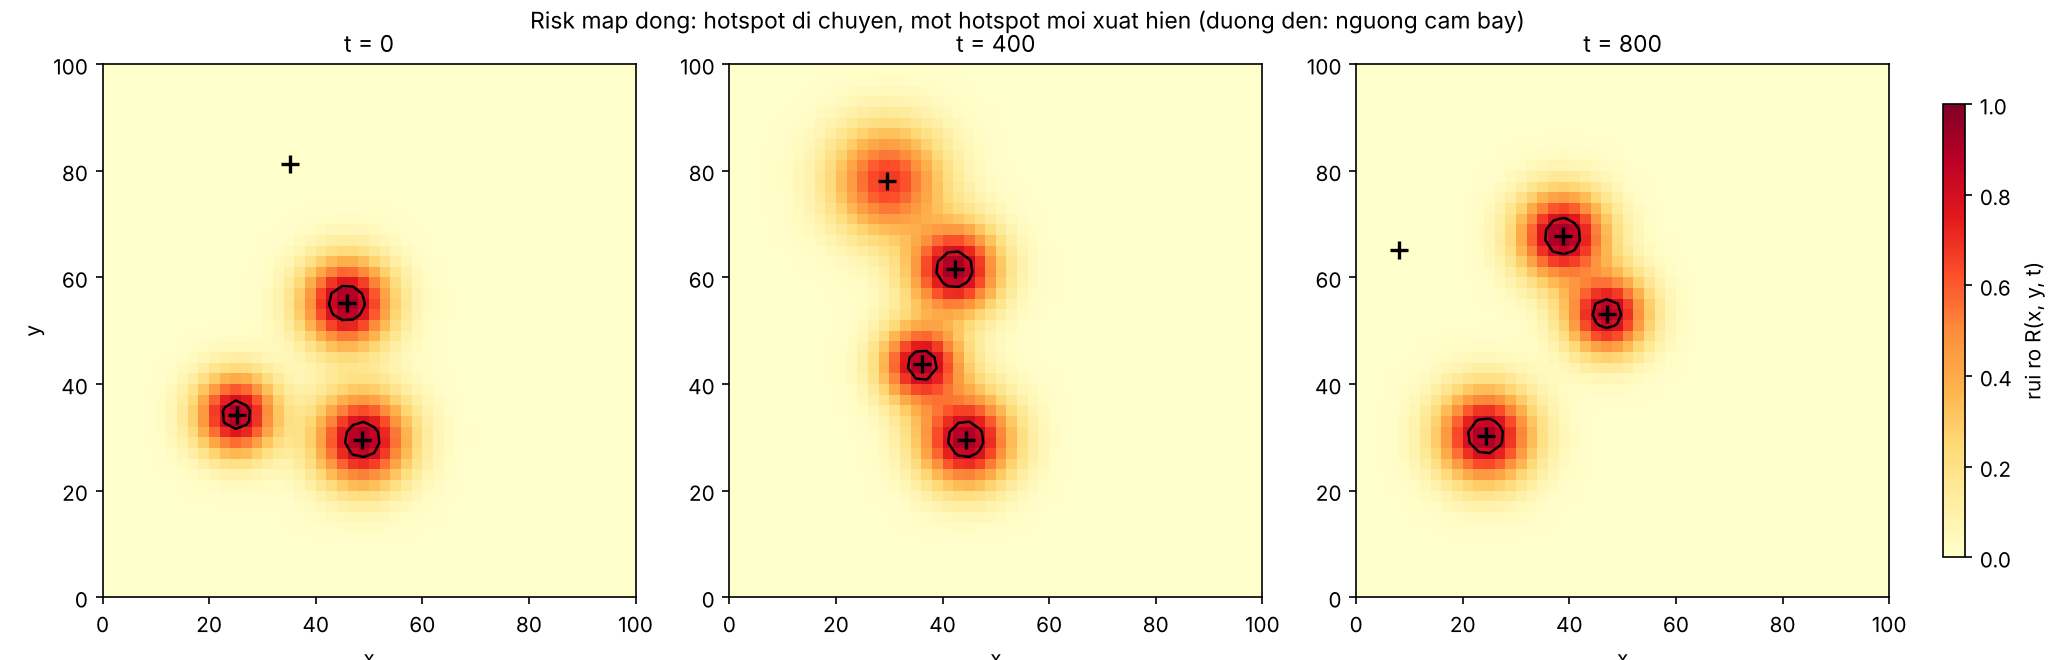 Risk map dong: hotspot di chuyen, mot hotspot moi xuat hien (duong den: nguong cam bay)
t = 0
t = 400
t = 800
100
80
60
40
20
0
y
0 20 40 60 80 100
x
100
80
60
40
20
0
0 20 40 60 80 100
x
100
80
60
40
20
0
0 20 40 60 80 100
x
1.0
0.8
0.6
0.4
0.2
0.0
rui ro R(x, y, t)